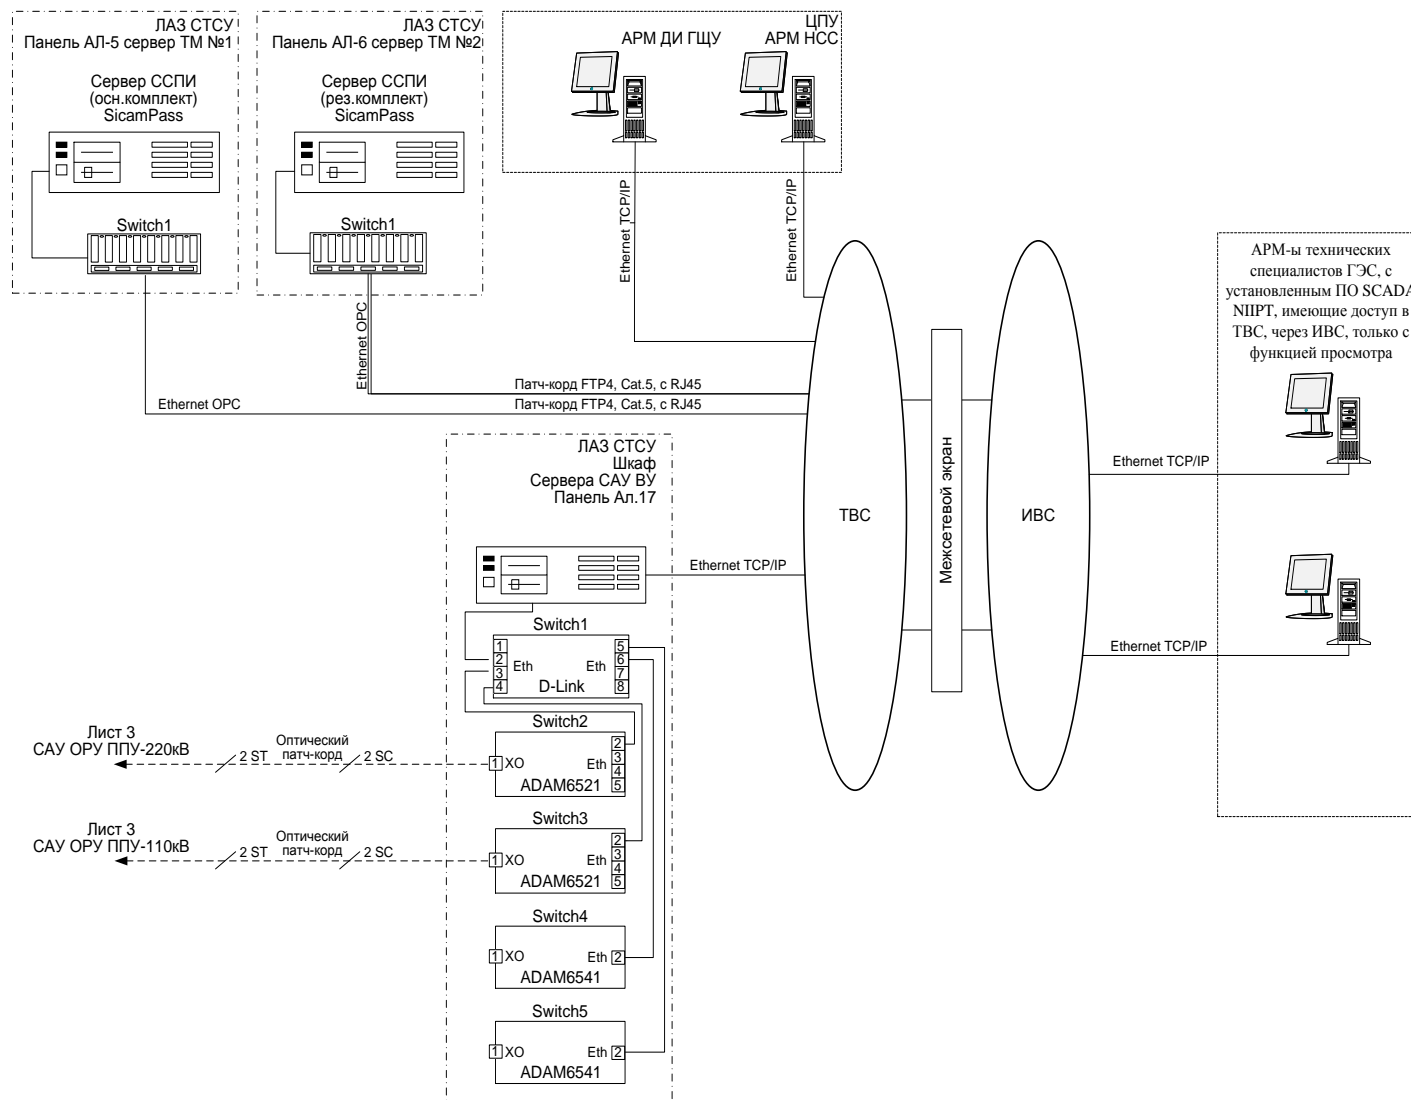 ЛАЗ СТСУ
Панель АЛ-5 сервер ТМ №1
Сервер ССПИ
(осн.комплект)
SicamPass
Switch1
ЛАЗ СТСУ
Панель АЛ-6 сервер ТМ №2
Сервер ССПИ
(рез.комплект)
SicamPass
Switch1
ЦПУ
АРМ ДИ ГЩУ
АРМ НСС
Ethernet TCP/IP
Ethernet TCP/IP
Ethernet OPC
Ethernet OPC
Патч-корд FTP4, Cat.5, с RJ45
Патч-корд FTP4, Cat.5, с RJ45
АРМ-ы технических
специалистов ГЭС, с
установленным ПО SCADA
NIIPT, имеющие доступ в
ТВС, через ИВС, только с
функцией просмотра
Ethernet TCP/IP
Ethernet TCP/IP
ТВС
Межсетевой экран
ИВС
ЛАЗ СТСУ
Шкаф
Сервера САУ ВУ
Панель Ал.17
Ethernet TCP/IP
Switch1
1
2
3
4
Eth
Eth
5
6
7
8
D-Link
Switch2
1 XO
Eth
2
3
4
5
ADAM6521
Switch3
1 XO
Eth
2
3
4
5
ADAM6521
Switch4
1 XO
Eth 2
ADAM6541
Switch5
1 XO
Eth 2
ADAM6541
Лист 3
САУ ОРУ ППУ-220кВ
2 ST
Оптический
патч-корд
2 SC
Лист 3
САУ ОРУ ППУ-110кВ
2 ST
Оптический
патч-корд
2 SC